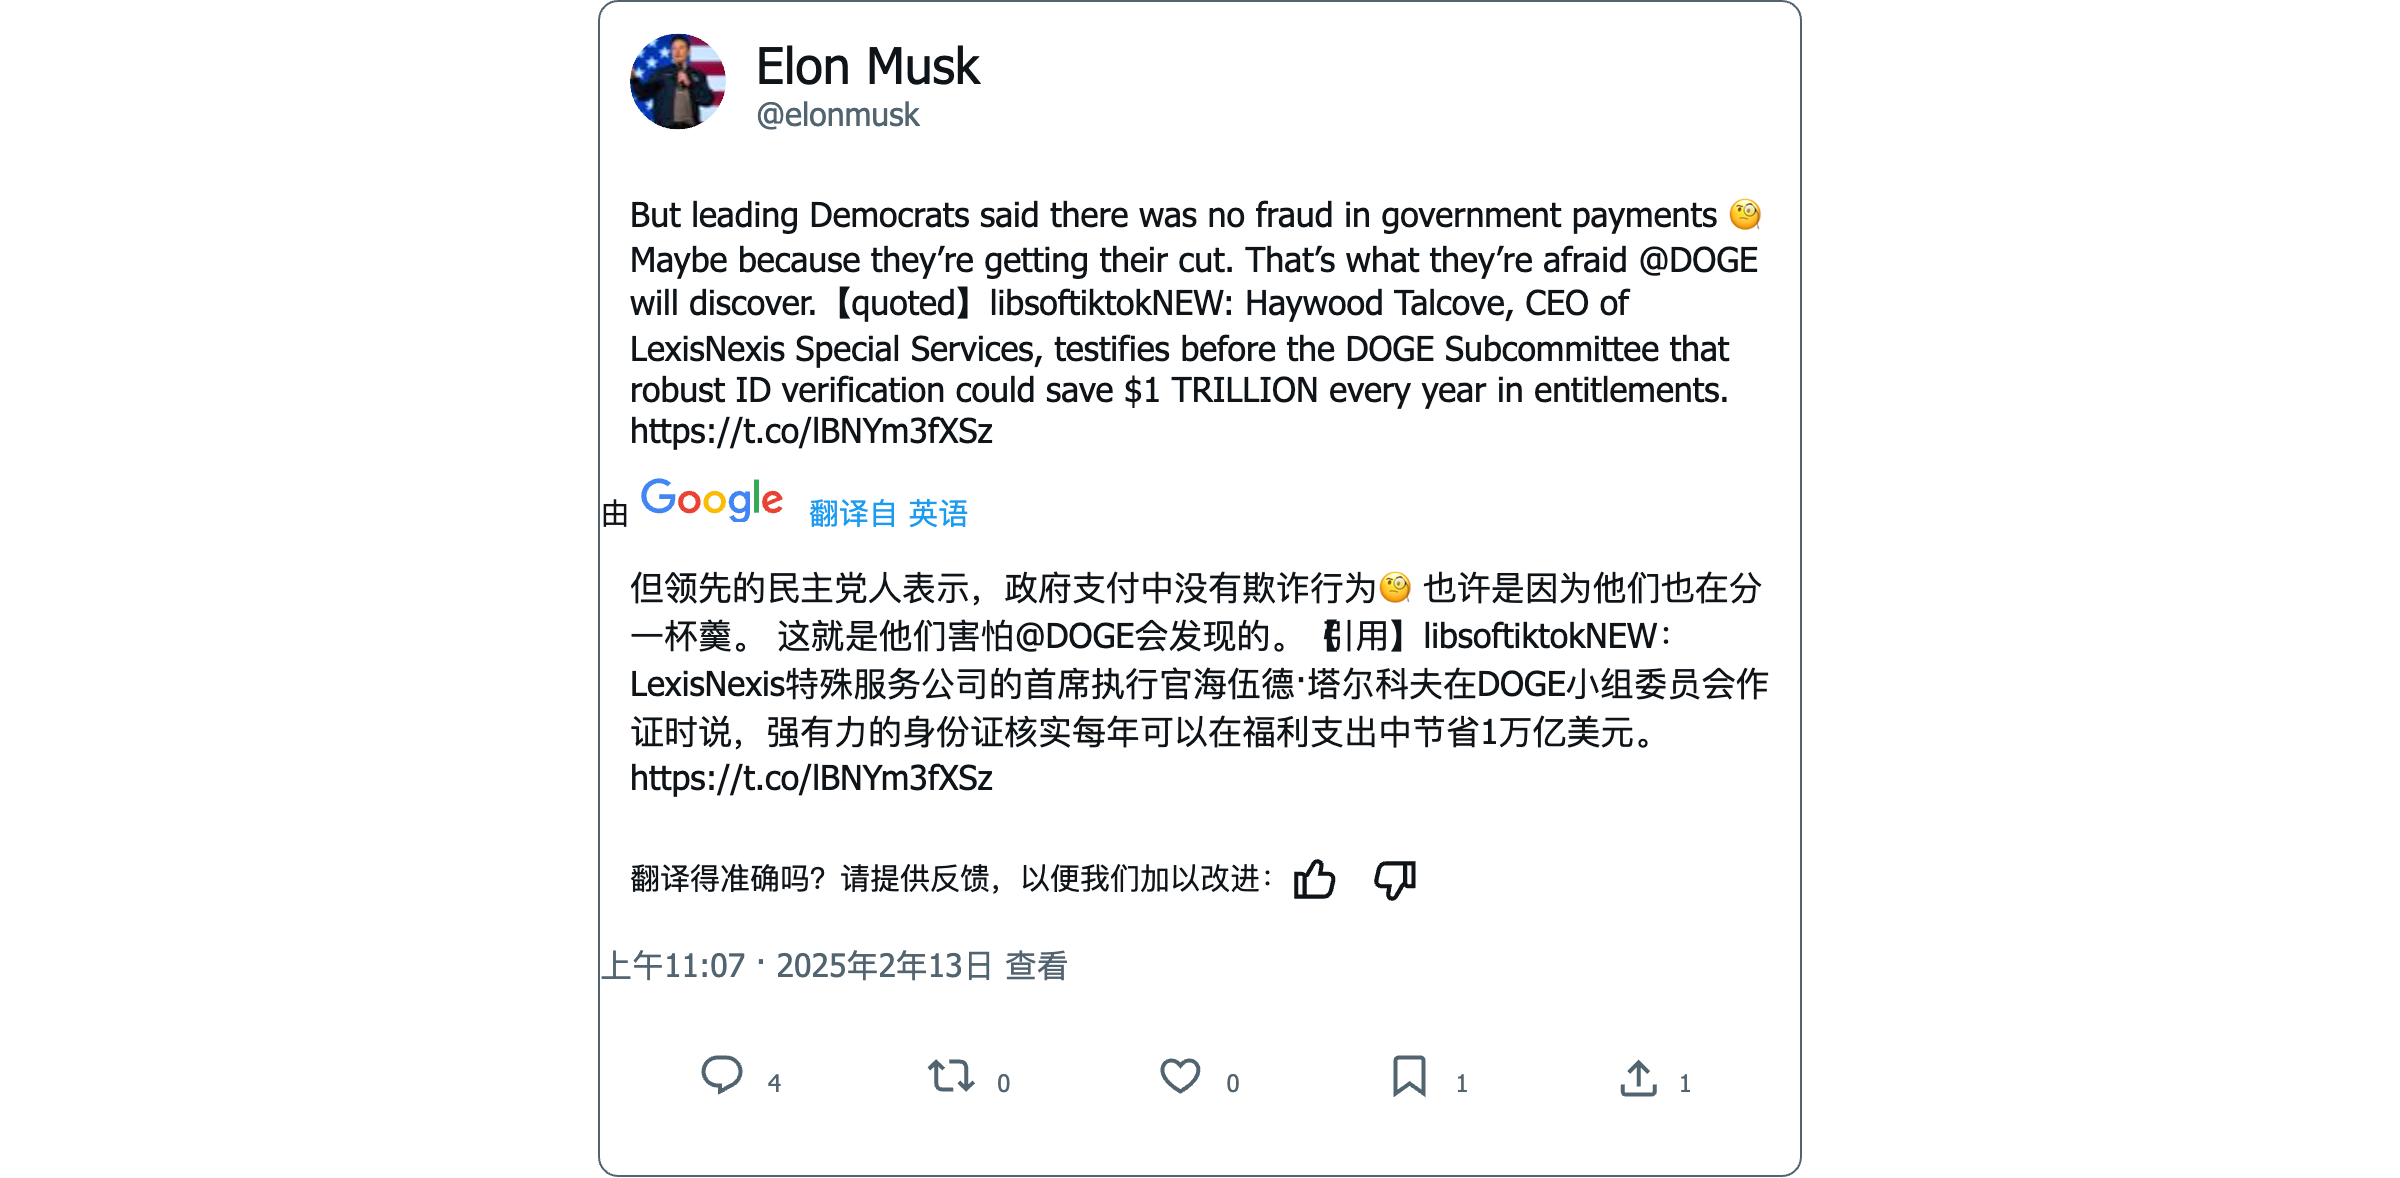 Elon Musk
@elonmusk
But leading Democrats said there was no fraud in government payments 🧐
Maybe because they’re getting their cut. That’s what they’re afraid @DOGE
will discover.【quoted】libsoftiktokNEW: Haywood Talcove, CEO of
LexisNexis Special Services, testifies before the DOGE Subcommittee that
robust ID verification could save $1 TRILLION every year in entitlements.
https://t.co/lBNYm3fXSz
由 Google 翻译自 英语
但领先的民主党人表示，政府支付中没有欺诈行为🧐 也许是因为他们也在分
一杯羹。 这就是他们害怕@DOGE会发现的。【引用】libsoftiktokNEW：
LexisNexis特殊服务公司的首席执行官海伍德·塔尔科夫在DOGE小组委员会作
证时说，强有力的身份证核实每年可以在福利支出中节省1万亿美元。
https://t.co/lBNYm3fXSz
翻译得准确吗？请提供反馈，以便我们加以改进：
上午11:07 · 2025年2年13日 查看
4 0 0 1 1